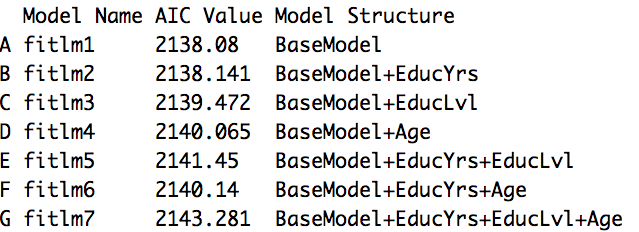 Model Name AIC Value Model Structure
A fitlm1 2138.08 BaseModel
B fitlm2 2138.141 BaseModel+EducYrs
C fitlm3 2139.472 BaseModel+EducLvl
D fitlm4 2140.065 BaseModel+Age
E fitlm5 2141.45 BaseModel+EducYrs+EducLvl
F fitlm6 2140.14 BaseModel+EducYrs+Age
G fitlm7 2143.281 BaseModel+EducYrs+EducLvl+Age